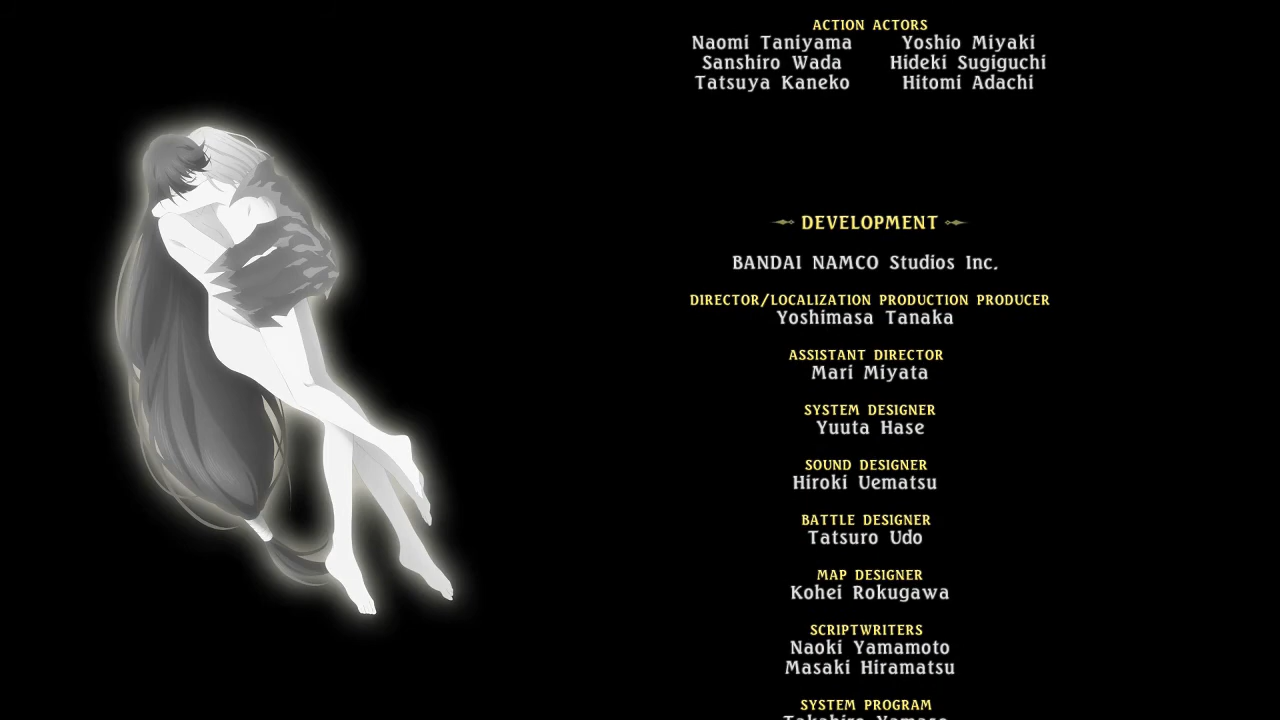 ACTION ACTORS
Naomi Taniyama Yoshio Miyaki
Sanshiro Wada Hideki Sugiguchi
Tatsuya Kaneko Hitomi Adachi
DEVELOPMENT
BANDAI NAMCO Studios Inc.
DIRECTOR/LOCALIZATION PRODUCTION PRODUCER
Yoshimasa Tanaka
ASSISTANT DIRECTOR
Mari Miyata
SYSTEM DESIGNER
Yuuta Hase
SOUND DESIGNER
Hiroki Uematsu
BATTLE DESIGNER
Tatsuro Udo
MAP DESIGNER
Kohei Rokugawa
SCRIPTWRITERS
Naoki Yamamoto
Masaki Hiramatsu
SYSTEM PROGRAM